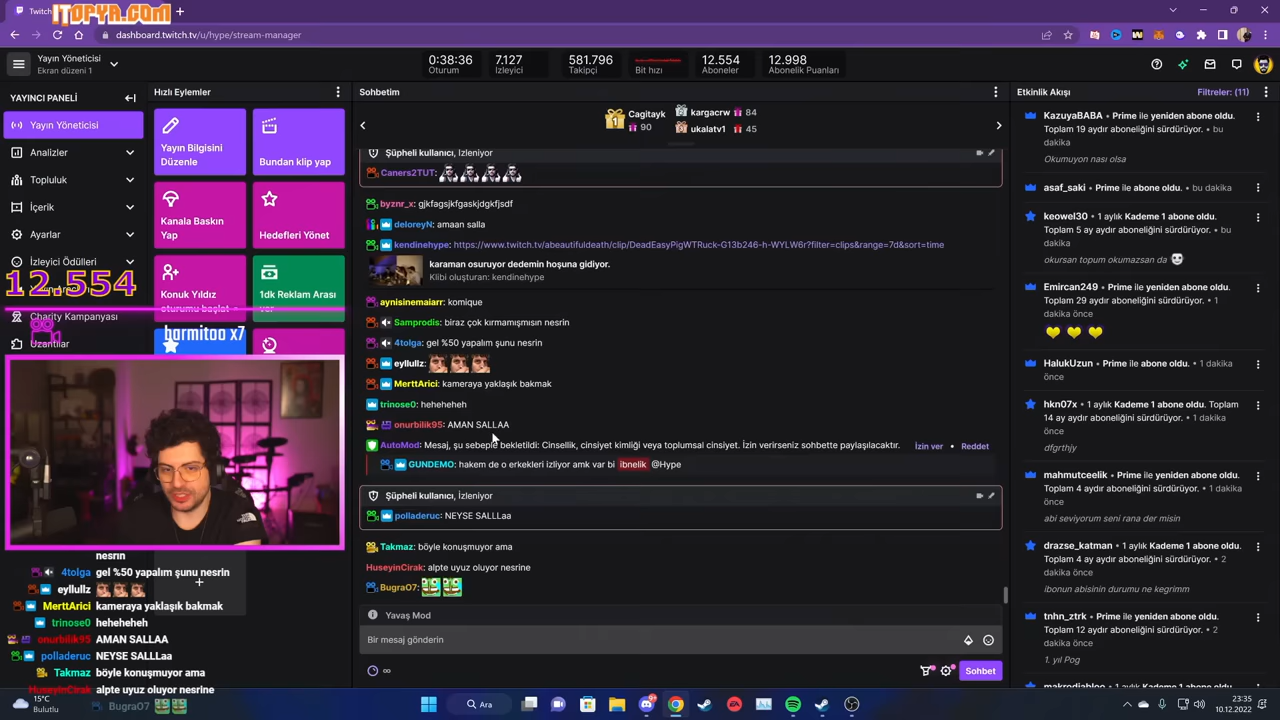 Twitch
ITOPYA.COM
dashboard.twitch.tv/u/hype/stream-manager
Yayın Yöneticisi
Ekran düzeni 1
0:38:36
Oturum
7.127
İzleyici
581.796
Takipçi
Bit hızı
12.554
Aboneler
12.998
Abonelik Puanları
YAYINCI PANELİ
Yayın Yöneticisi
Analizler
Topluluk
İçerik
Ayarlar
İzleyici Ödülleri
12.554
Charity Kampanyası
Uzantılar
barmitoo x7
Hızlı Eylemler
Yayın Bilgisini
Düzenle
Bundan klip yap
Kanala Baskın
Yap
Hedefleri Yönet
Konuk Yıldız
oturumu başlat
1dk Reklam Arası
ver
Sohbetim
Cagitayk
90
kargacrw 84
ukalatv1 45
Şüpheli kullanıcı, İzleniyor
Caners2TUT:
byznr_x: gjkfagsjkfgaskjdgkfjsdf
deloreyN: amaan salla
kendinehype: https://www.twitch.tv/abeautifuldeath/clip/DeadEasyPigWTRuck-G13b246-h-WYLW6r?filter=clips&range=7d&sort=time
karaman osuruyor dedemin hoşuna gidiyor.
Klibi oluşturan: kendinehype
aynisinemaiarr: komique
Samprodis: biraz çok kırmamışmısın nesrin
4tolga: gel %50 yapalım şunu nesrin
eyllullz:
MerttArici: kameraya yaklaşık bakmak
trinose0: heheheheh
onurbilik95: AMAN SALLAA
AutoMod: Mesaj, şu sebeple bekletildi: Cinsellik, cinsiyet kimliği veya toplumsal cinsiyet. İzin verirseniz sohbette paylaşılacaktır. İzin ver • Reddet
GUNDEMO: hakem de o erkekleri izliyor amk var bi ibnelik @Hype
Şüpheli kullanıcı, İzleniyor
polladeruc: NEYSE SALLLaa
Takmaz: böyle konuşmuyor ama
HuseyinCirak: alpte uyuz oluyor nesrine
BugraO7:
Yavaş Mod
Bir mesaj gönderin
∞
Sohbet
Etkinlik Akışı
Filtreler: (11)
KazuyaBABA • Prime ile yeniden abone oldu.
Toplam 19 aydır aboneliğini sürdürüyor. • bu
dakika
Okumuyon nası olsa
asaf_saki • Prime ile abone oldu. • bu dakika
keowel30 • 1 aylık Kademe 1 abone oldu.
Toplam 5 ay aydır aboneliğini sürdürüyor. • bu
dakika
okursan topum okumazsan da
Emircan249 • Prime ile yeniden abone oldu.
Toplam 29 aydır aboneliğini sürdürüyor. • 1
dakika önce
HalukUzun • Prime ile abone oldu. • 1 dakika
önce
hkn07x • 1 aylık Kademe 1 abone oldu. Toplam
14 ay aydır aboneliğini sürdürüyor. • 1 dakika
önce
dfgrthjy
mahmutceelik • Prime ile yeniden abone oldu.
Toplam 4 aydır aboneliğini sürdürüyor. • 2
dakika önce
abi seviyorum seni rana der misin
drazse_katman • 1 aylık Kademe 1 abone oldu.
Toplam 4 ay aydır aboneliğini sürdürüyor. • 2
dakika önce
ibonun abisinin durumu ne kegrimm
tnhn_ztrk • Prime ile yeniden abone oldu.
Toplam 12 aydır aboneliğini sürdürüyor. • 2
dakika önce
1. yıl Pog
nesrin
4tolga gel %50 yapalım şunu nesrin
eyllullz
MerttArici kameraya yaklaşık bakmak
trinose0 heheheheh
onurbilik95 AMAN SALLAA
polladeruc NEYSE SALLLaa
Takmaz böyle konuşmuyor ama
HuseyinCirak alpte uyuz oluyor nesrine
BugraO7
15°C
Bulutlu
Ara
23:35
10.12.2022